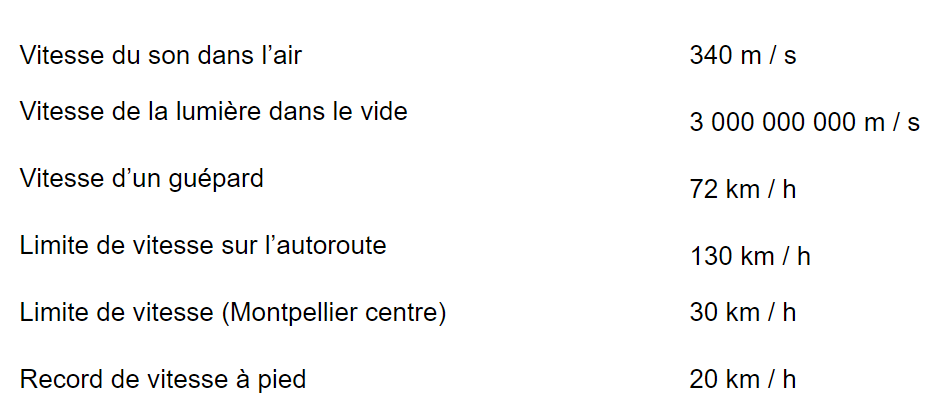 Vitesse du son dans l’air 340 m / s
Vitesse de la lumière dans le vide 3 000 000 000 m / s
Vitesse d’un guépard 72 km / h
Limite de vitesse sur l’autoroute 130 km / h
Limite de vitesse (Montpellier centre) 30 km / h
Record de vitesse à pied 20 km / h